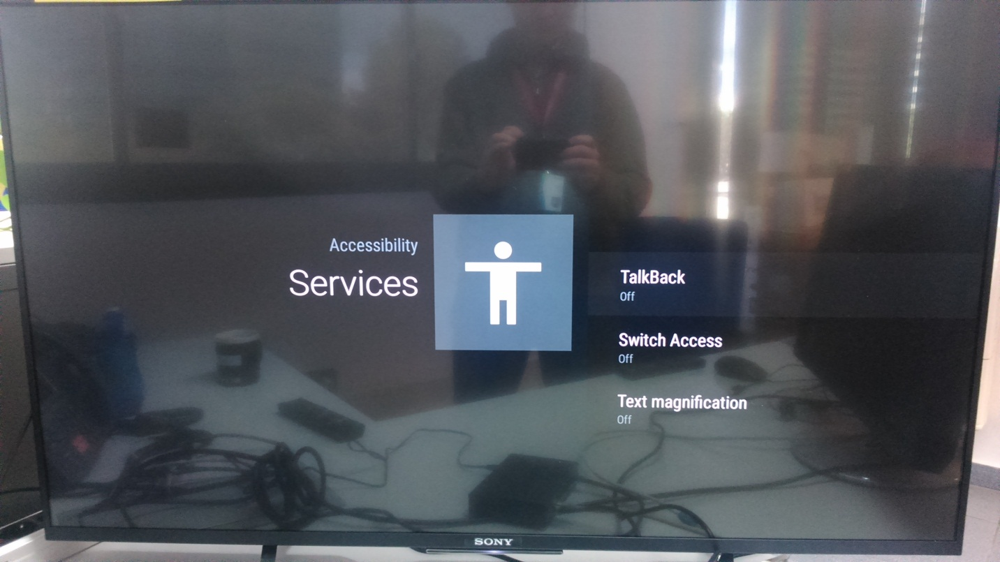 Accessibility
Services
TalkBack
Off
Switch Access
Off
Text magnification
Off
SONY